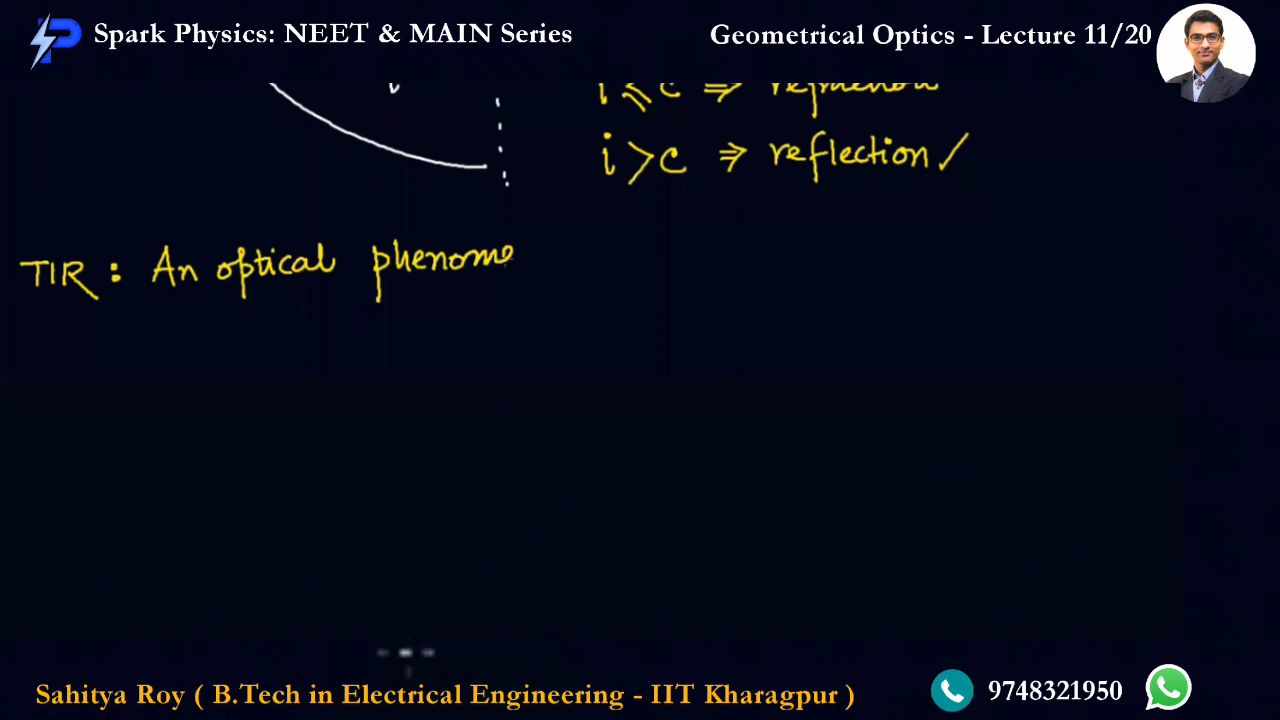 Spark Physics: NEET & MAIN Series
Geometrical Optics - Lecture 11/20
i ⩽ c ⇒ refraction
i > c ⇒ reflection ✓
TIR : An optical phenome
Sahitya Roy ( B.Tech in Electrical Engineering - IIT Kharagpur )
9748321950